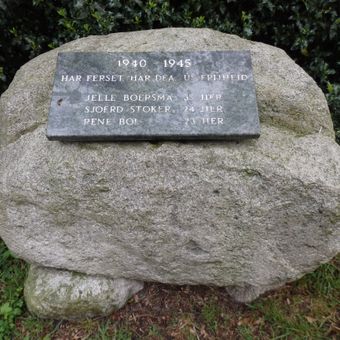 1940 1945
HAR FERSET, HAR DEA, ÚS FRIJHEID
JELLE BOERSMA 35 JIER
SJOERD STOKER 24 JIER
RENE BOL 23 JIER